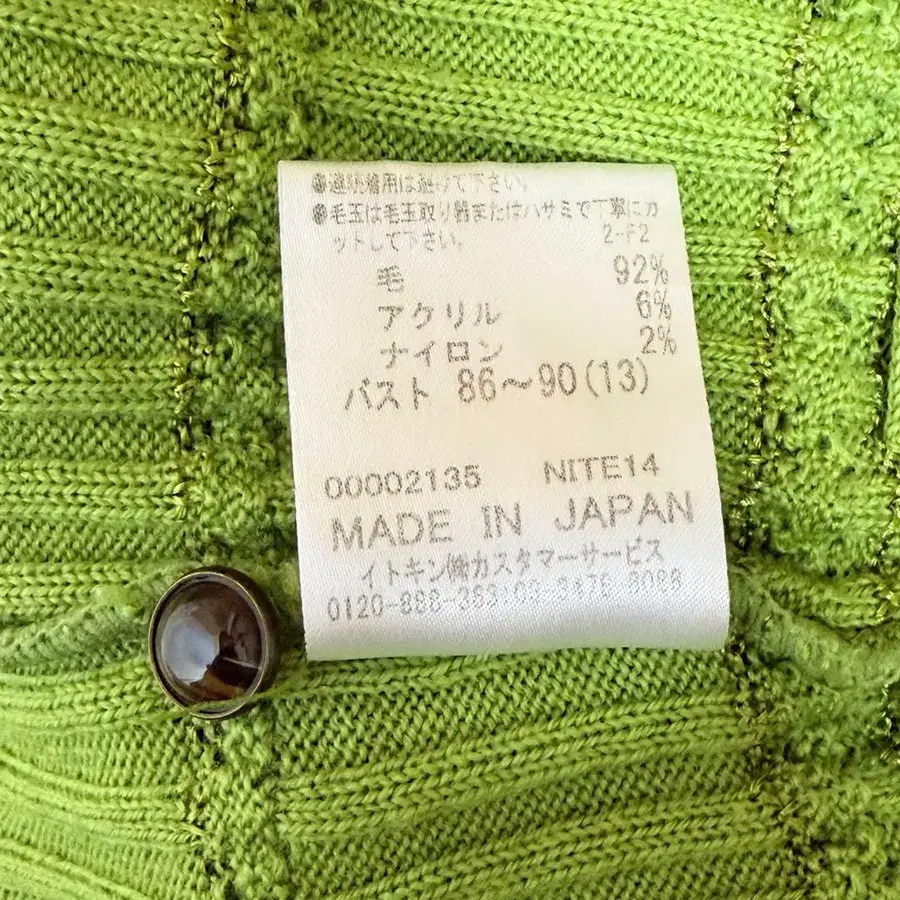 ●連続着用は避けて下さい。
●毛玉は毛玉取り器またはハサミで丁寧にカ
ットして下さい。 2-F2
毛 92%
アクリル 6%
ナイロン 2%
バスト 86〜90(13)
00002135 NITE14
MADE IN JAPAN
イトキン㈱カスタマーサービス
0120-888-363